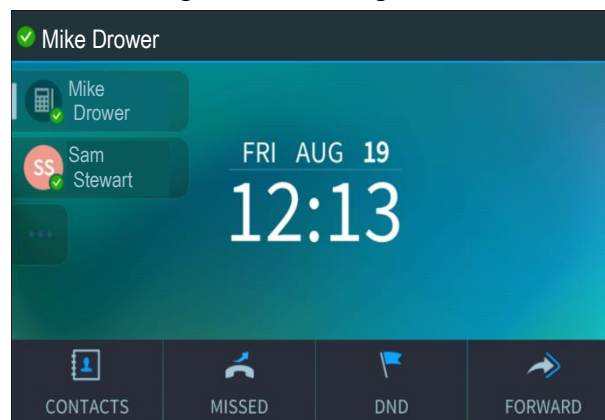 Mike Drower
Mike
Drower
SS
Sam
Stewart
...
FRI AUG 19
12:13
CONTACTS
MISSED
DND
FORWARD